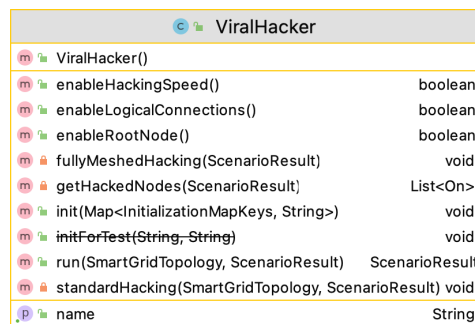 C ViralHacker
m ViralHacker()
m enableHackingSpeed() boolean
m enableLogicalConnections() boolean
m enableRootNode() boolean
m fullyMeshedHacking(ScenarioResult) void
m getHackedNodes(ScenarioResult) List<On>
m init(Map<InitializationMapKeys, String>) void
m initForTest(String, String) void
m run(SmartGridTopology, ScenarioResult) ScenarioResult
m standardHacking(SmartGridTopology, ScenarioResult) void
p name String